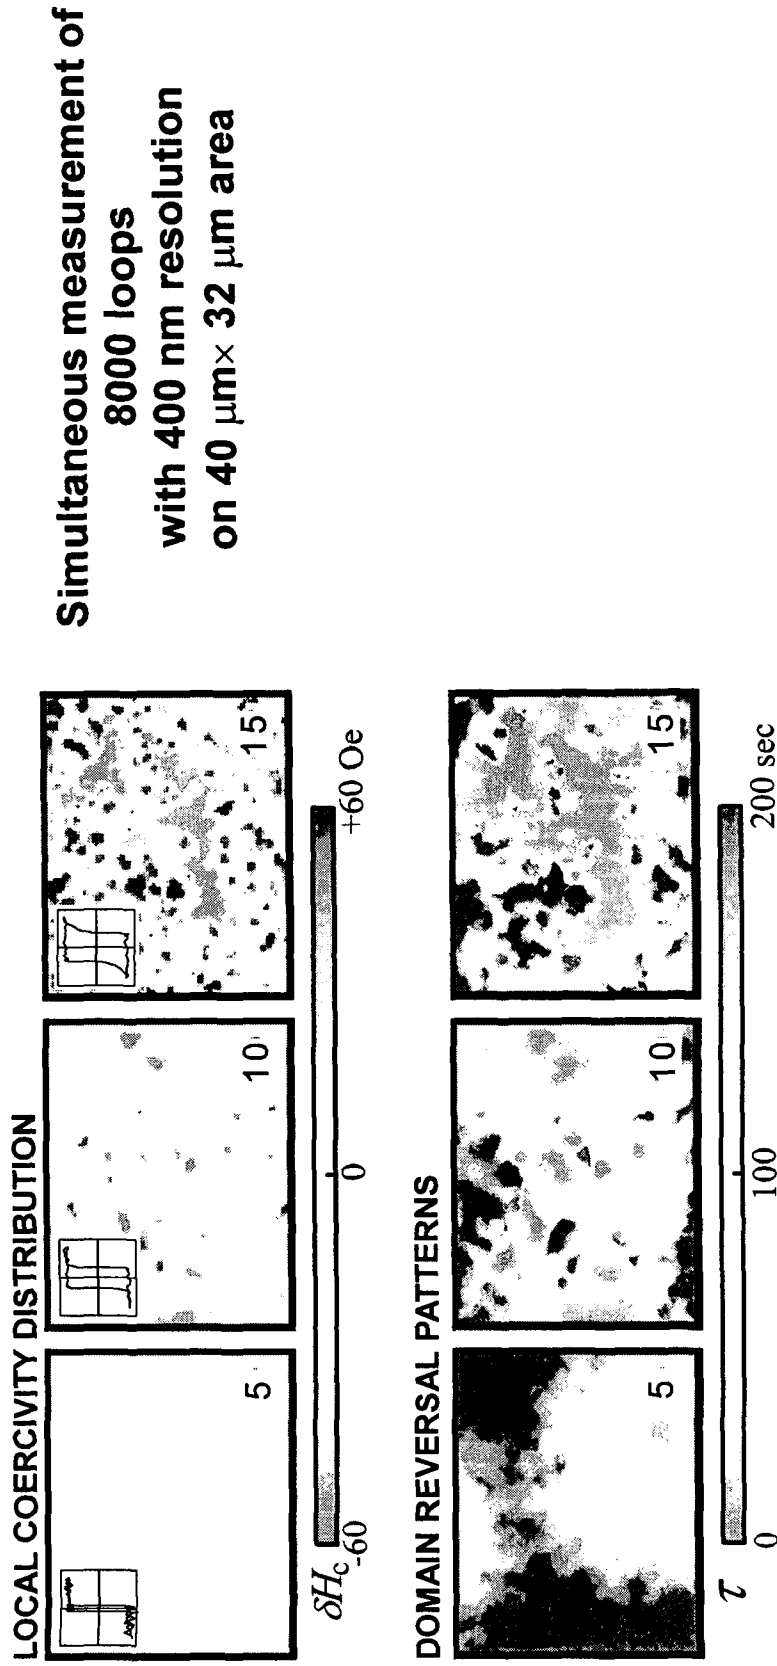 Simultaneous measurement of
8000 loops
with 400 nm resolution
on 40 μm× 32 μm area
LOCAL COERCIVITY DISTRIBUTION
5
10
15
δHc
-60
0
+60 Oe
DOMAIN REVERSAL PATTERNS
5
10
15
τ
0
100
200 sec